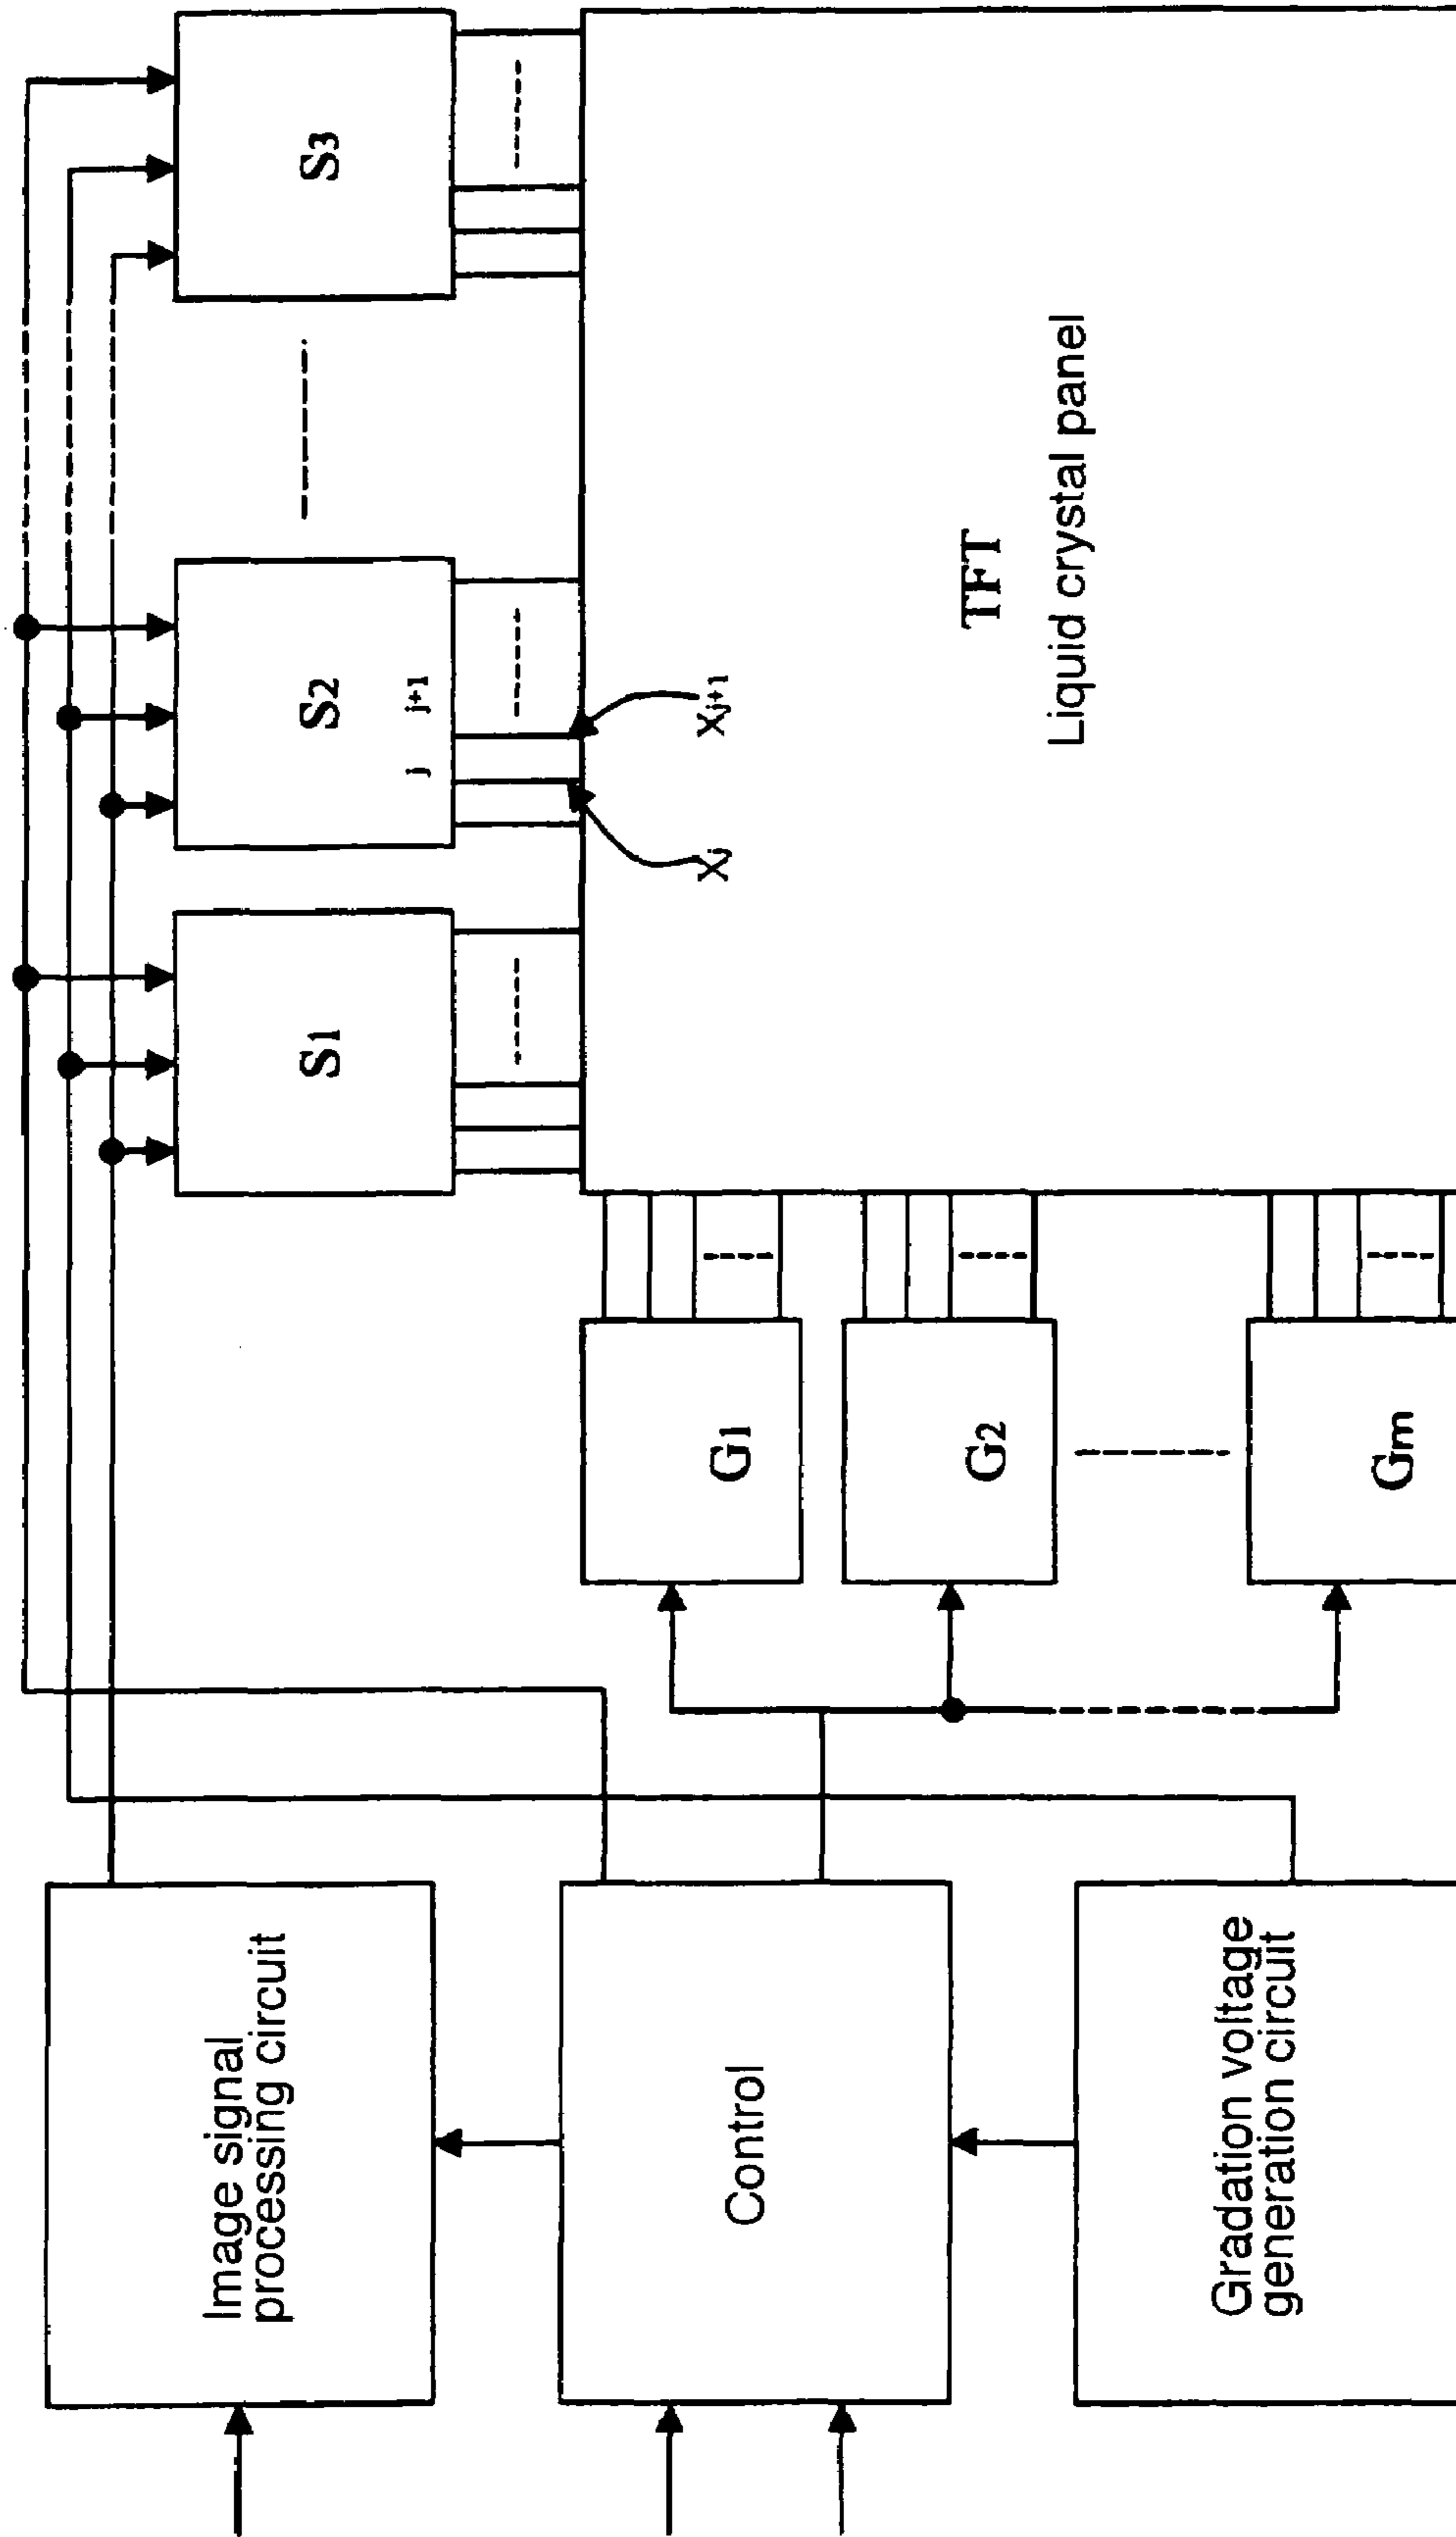 Image signal
processing circuit
Control
Gradation voltage
generation circuit
S1
S2
S3
j
j+1
Xj
Xj+1
G1
G2
Gm
TFT
Liquid crystal panel